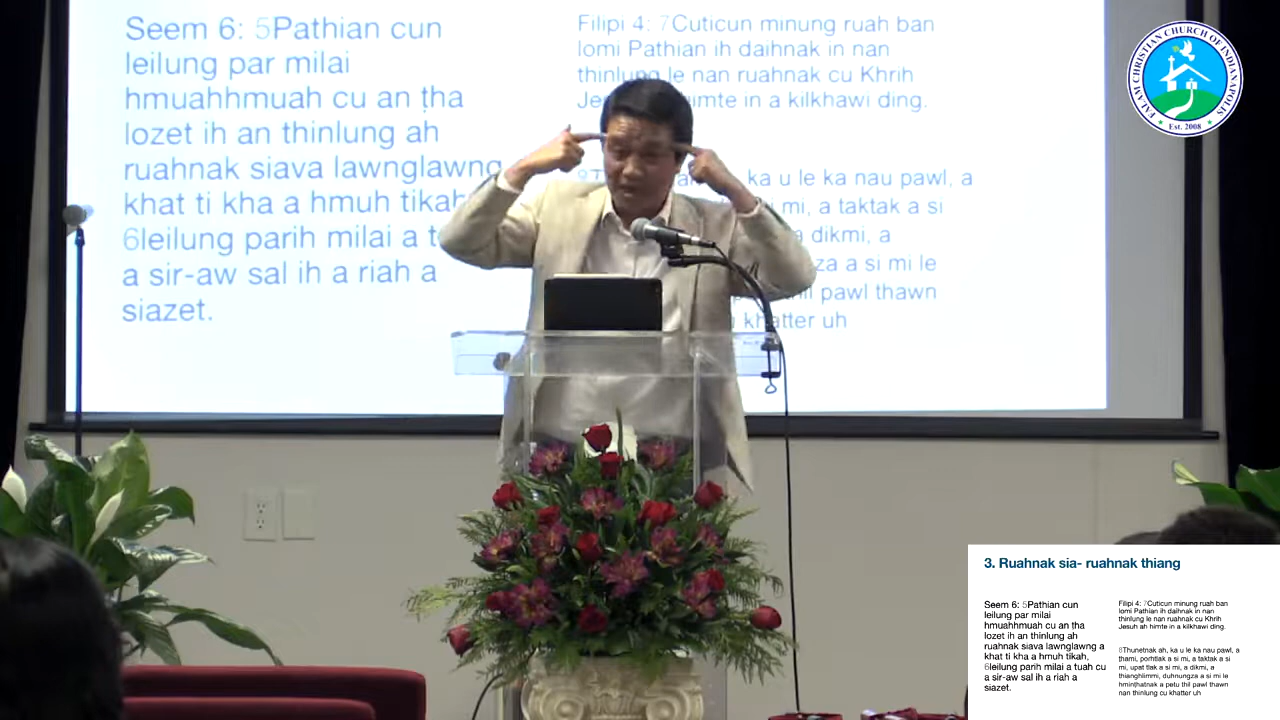 Seem 6: 5Pathian cun
leilung par milai
hmuahhmuah cu an ṭha
lozet ih an thinlung ah
ruahnak siava lawnglawng
khat ti kha a hmuh tikah
6leilung parih milai a
a sir-aw sal ih a riah a
siazet.
Filipi 4: 7Cuticun minung ruah ban
lomi Pathian ih daihnak in nan
thinlung le nan ruahnak cu Khrih
himte in a kilkhawi ding.
ka u le ka nau pawl, a
mi, a taktak a si
a dikmi, a
za a si mi le
pawl thawn
khatter uh
FALAM CHRISTIAN CHURCH OF INDIANAPOLIS
Est. 2008
3. Ruahnak sia- ruahnak thiang
Seem 6: 5Pathian cun
leilung par milai
hmuahhmuah cu an tha
lozet ih an thinlung ah
ruahnak siava lawnglawng a
khat ti kha a hmuh tikah,
6leilung parih milai a tuah cu
a sir-aw sal ih a riah a
siazet.
Filipi 4: 7Cuticun minung ruah ban
lomi Pathian ih daihnak in nan
thinlung le nan ruahnak cu Khrih
Jesuh ah himte in a kilkhawi ding.
8Thunetnak ah, ka u le ka nau pawl, a
ṭhami, porhtlak a si mi, a taktak a si
mi, upat tlak a si mi, a dikmi, a
thianghlimmi, duhnungza a si mi le
hminṭhatnak a petu thil pawl thawn
nan thinlung cu khatter uh